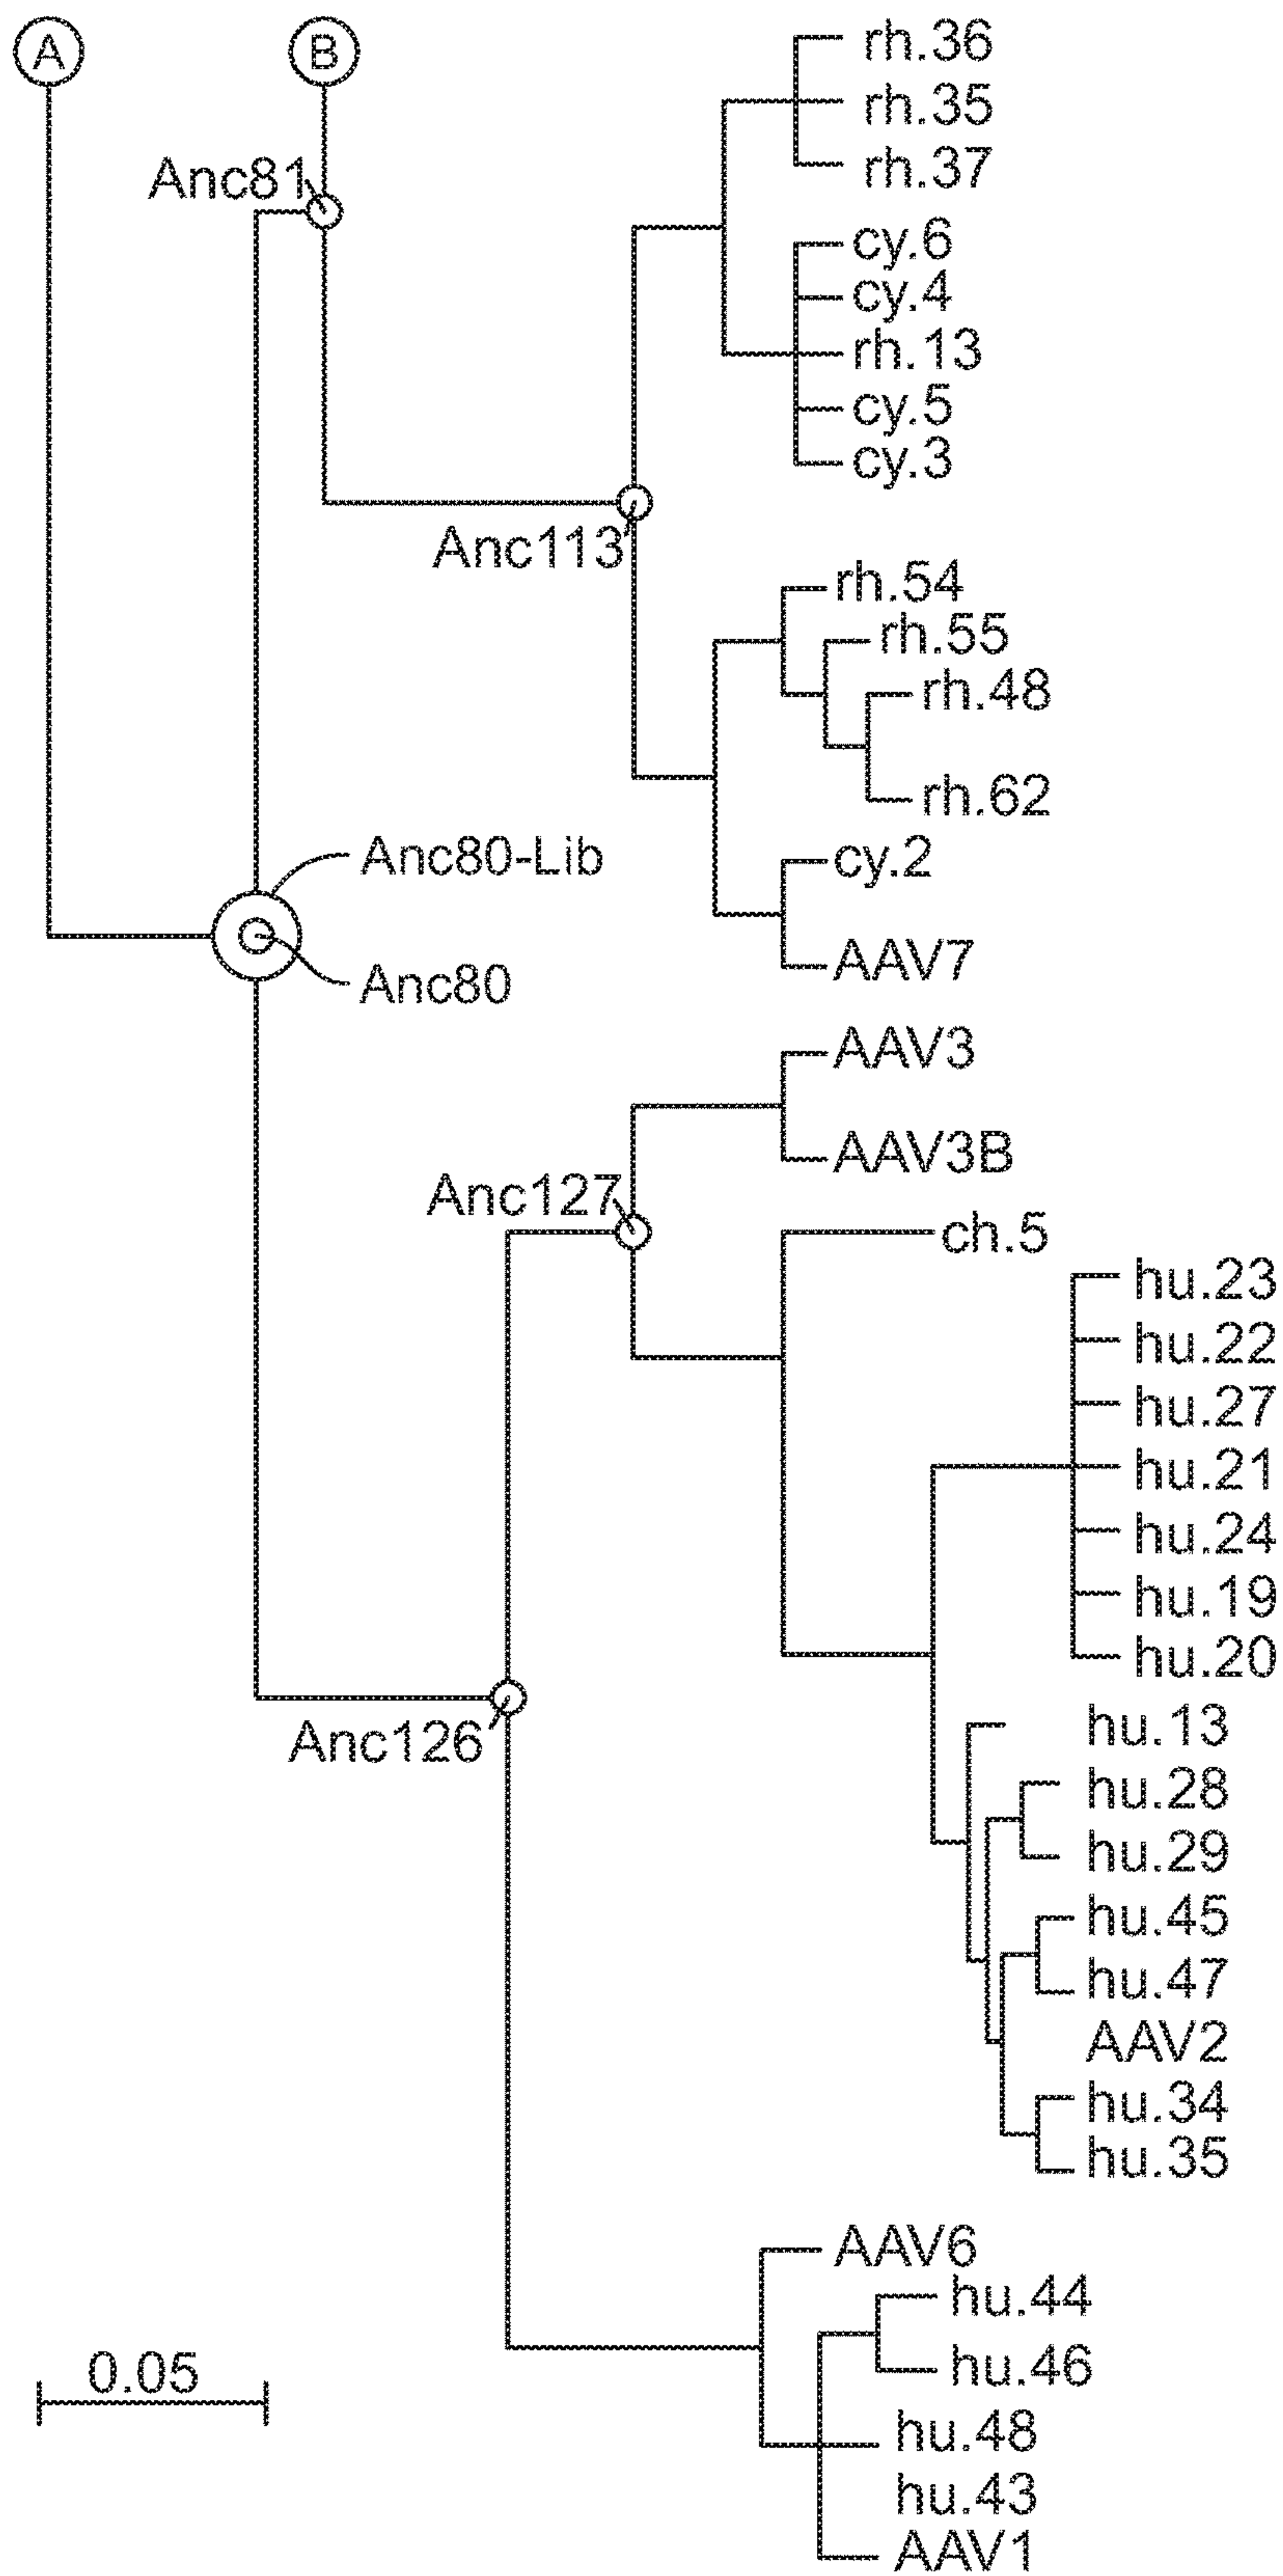 A
B
rh.36
rh.35
Anc81
rh.37
cy.6
cy.4
rh.13
cy.5
cy.3
Anc113
rh.54
rh.55
rh.48
rh.62
Anc80-Lib
cy.2
AAV7
Anc80
AAV3
AAV3B
Anc127
ch.5
hu.23
hu.22
hu.27
hu.21
hu.24
hu.19
hu.20
hu.13
Anc126
hu.28
hu.29
hu.45
hu.47
AAV2
hu.34
hu.35
AAV6
hu.44
hu.46
0.05
hu.48
hu.43
AAV1